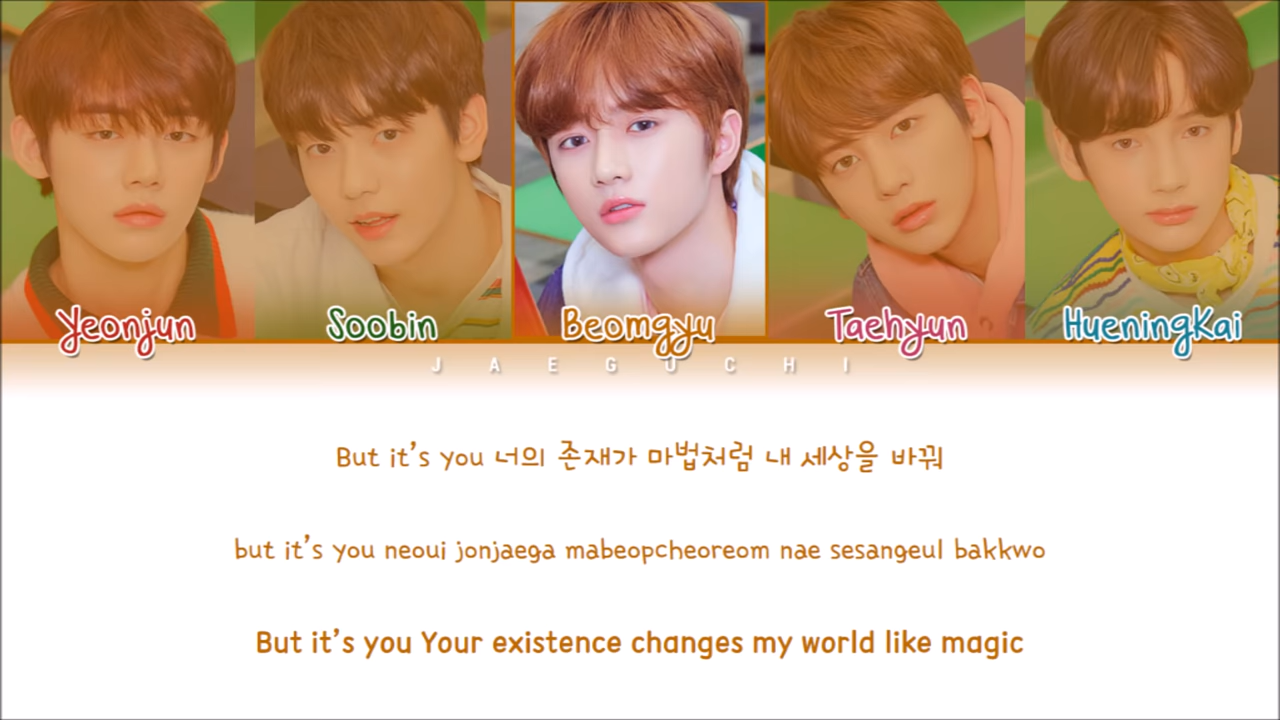 Yeonjun Soobin Beomgyu Taehyun HueningKai
JAEGUCHI
But it's you 너의 존재가 마법처럼 내 세상을 바꿔
but it's you neoui jonjaega mabeopcheoreom nae sesangeul bakkwo
But it's you Your existence changes my world like magic